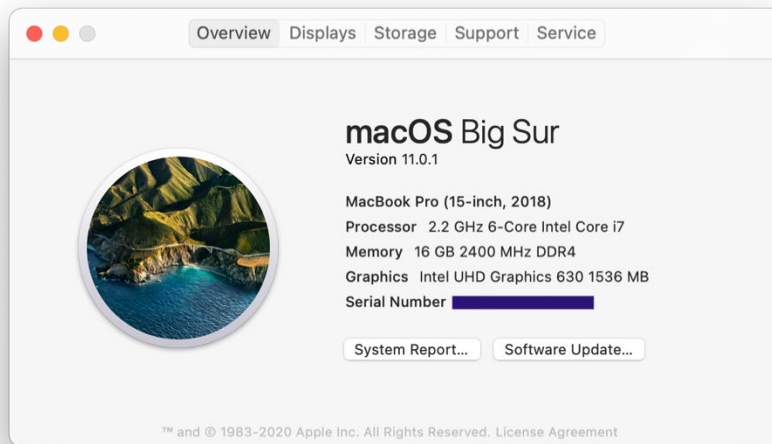 Overview Displays Storage Support Service
macOS Big Sur
Version 11.0.1
MacBook Pro (15-inch, 2018)
Processor 2.2 GHz 6-Core Intel Core i7
Memory 16 GB 2400 MHz DDR4
Graphics Intel UHD Graphics 630 1536 MB
Serial Number
System Report... Software Update...
™ and © 1983-2020 Apple Inc. All Rights Reserved. License Agreement